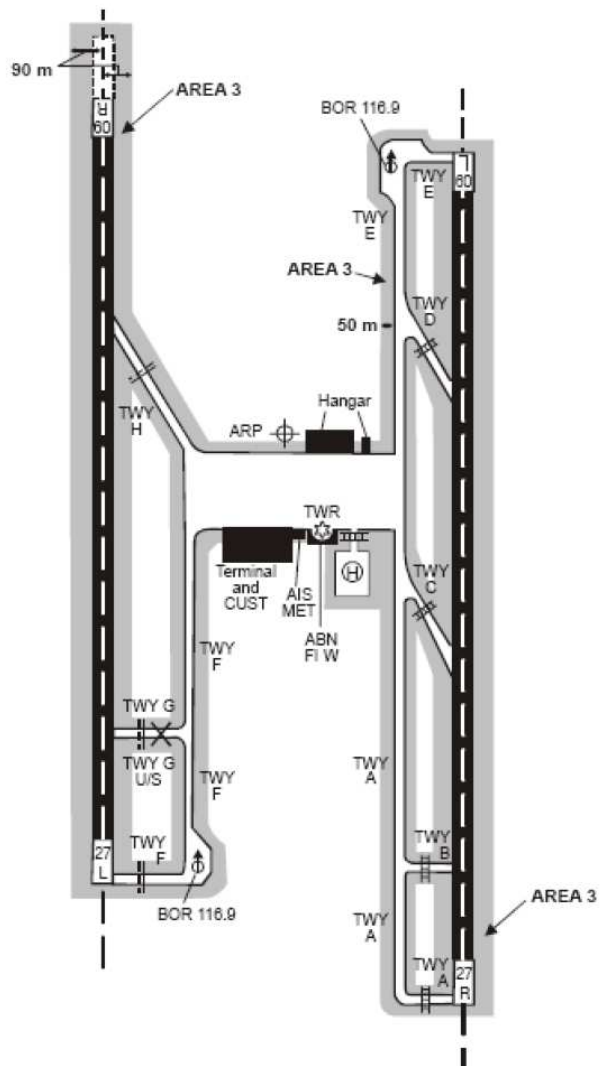 90 m
AREA 3
R
09
BOR 116.9
L
09
TWY
E
TWY
E
AREA 3
TWY
D
50 m
TWY
H
ARP
Hangar
TWR
Terminal
and
CUST
AIS
MET
H
ABN
FI W
TWY
C
TWY
F
TWY G
TWY G
U/S
TWY
F
TWY
A
TWY
F
TWY
B
27
L
BOR 116.9
AREA 3
TWY
A
TWY
A
27
R